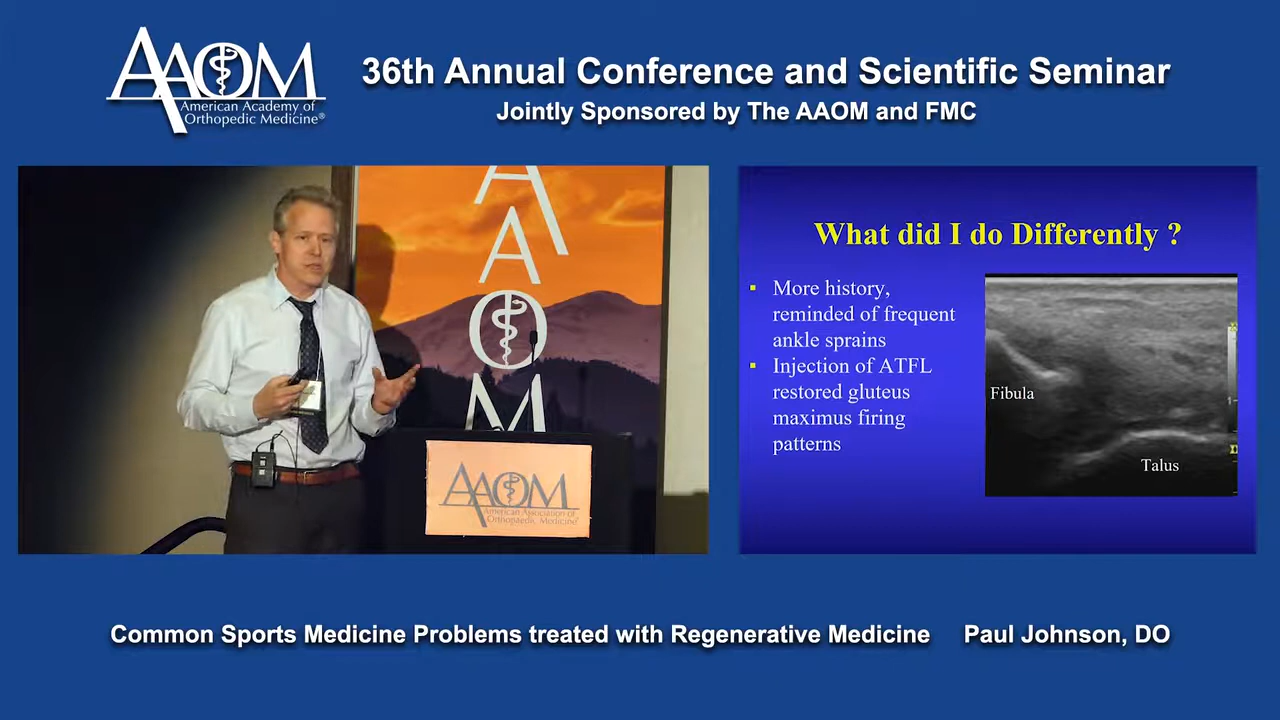 AAOM
American Academy of
Orthopedic Medicine®
36th Annual Conference and Scientific Seminar
Jointly Sponsored by The AAOM and FMC
A
A
O
M
AAOM
American Association of
Orthopaedic Medicine
What did I do Differently ?
More history,
reminded of frequent
ankle sprains
Injection of ATFL
restored gluteus
maximus firing
patterns
Fibula
Talus
Common Sports Medicine Problems treated with Regenerative Medicine Paul Johnson, DO